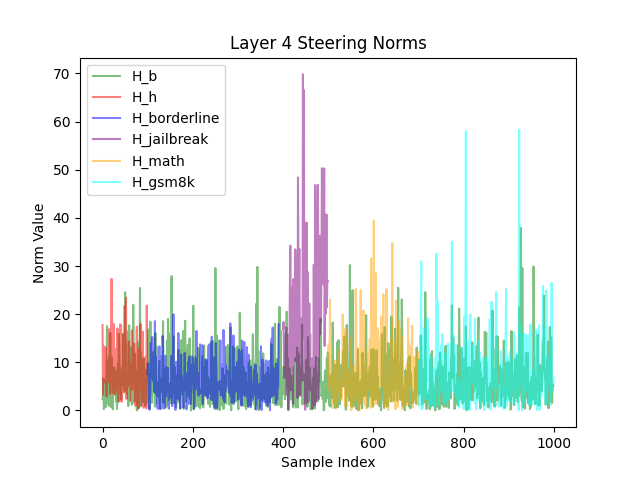 Layer 4 Steering Norms
H_b
H_h
H_borderline
H_jailbreak
H_math
H_gsm8k
Norm Value
70
60
50
40
30
20
10
0
0
200
400
600
800
1000
Sample Index